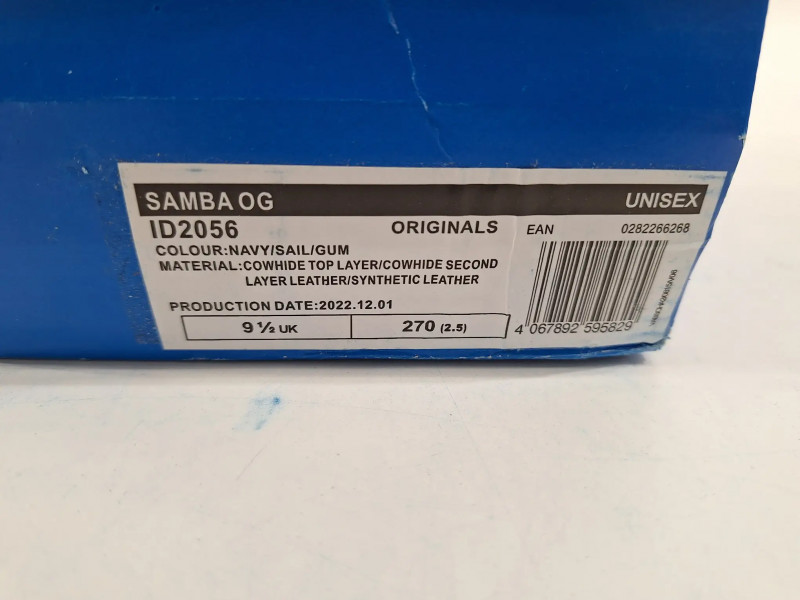 SAMBA OG UNISEX
ID2056 ORIGINALS EAN 0282266268
COLOUR:NAVY/SAIL/GUM
MATERIAL:COWHIDE TOP LAYER/COWHIDE SECOND
LAYER LEATHER/SYNTHETIC LEATHER
PRODUCTION DATE:2022.12.01
9 ½ UK 270 (2.5)
4 067892 595829